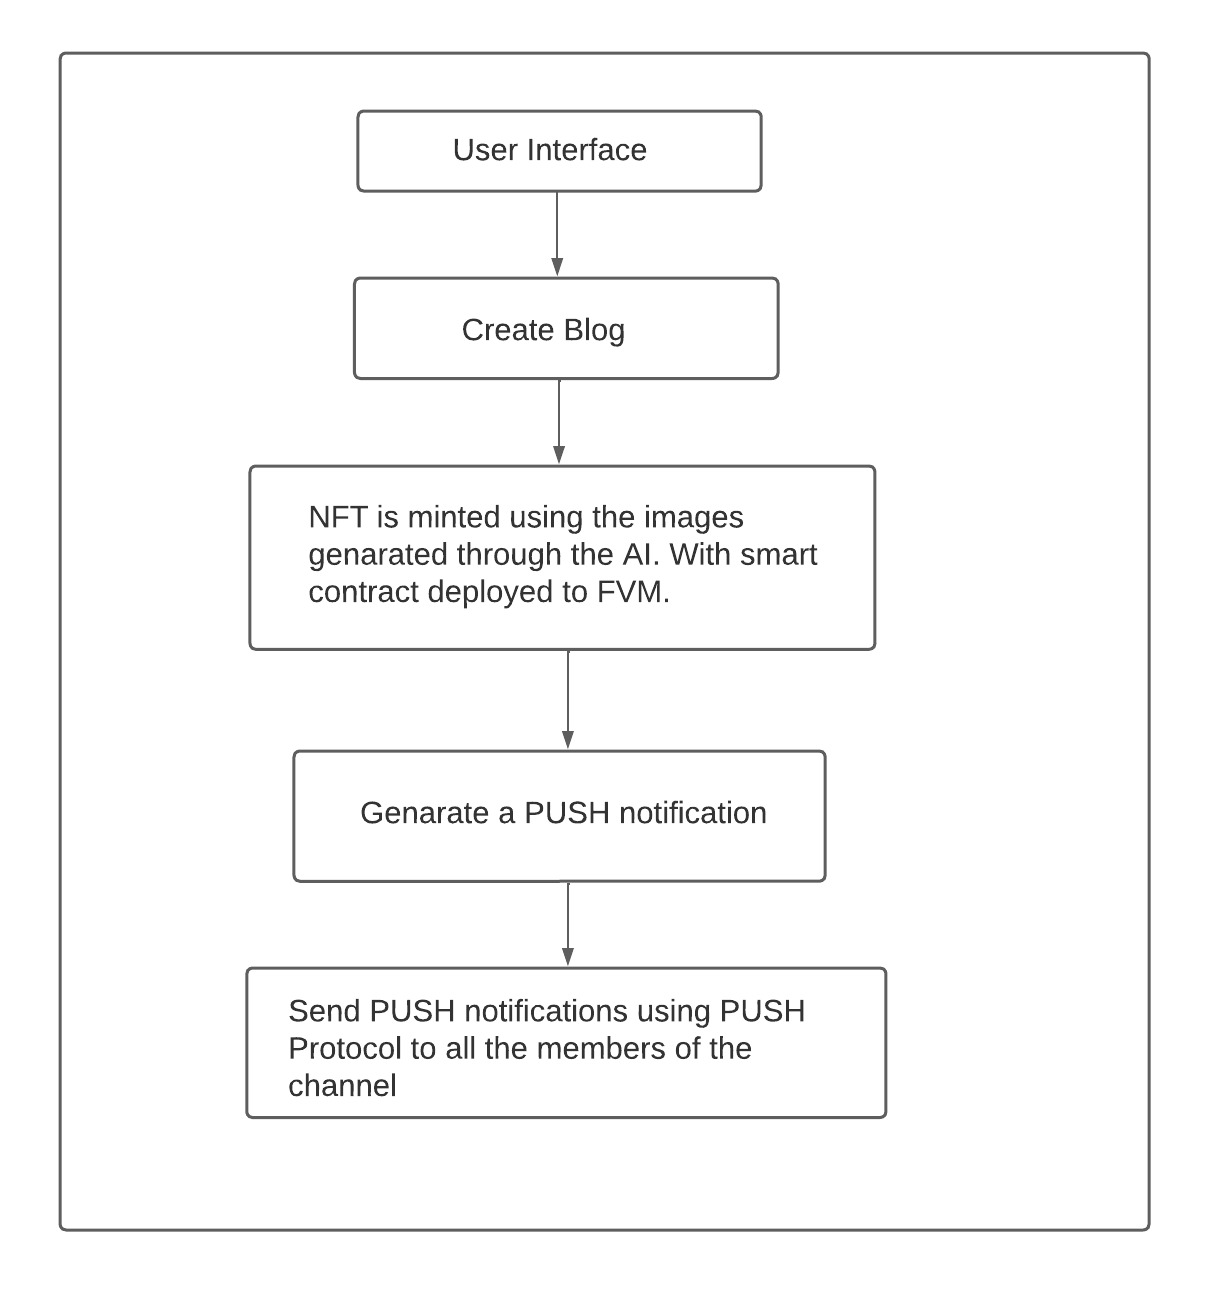 User Interface
Create Blog
NFT is minted using the images
genarated through the AI. With smart
contract deployed to FVM.
Genarate a PUSH notification
Send PUSH notifications using PUSH
Protocol to all the members of the
channel